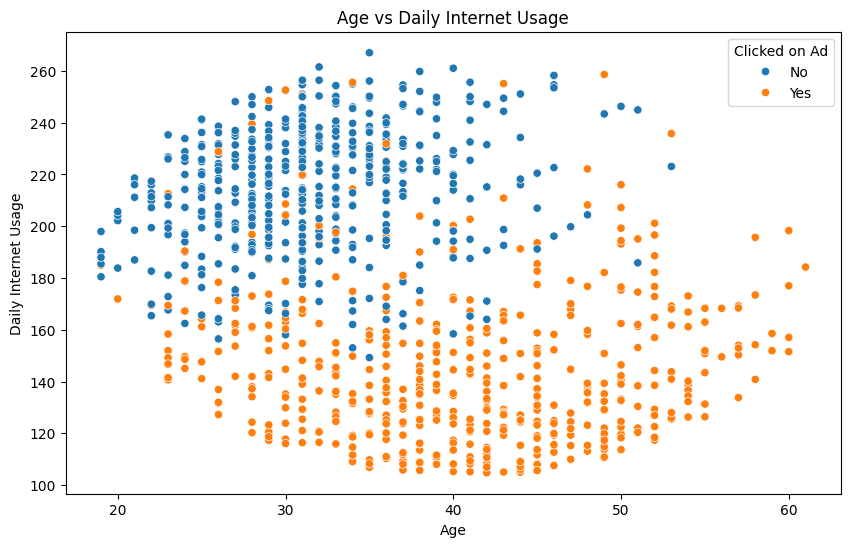 Age vs Daily Internet Usage
Clicked on Ad
No
Yes
Daily Internet Usage
260
240
220
200
180
160
140
120
100
20 30 40 50 60
Age